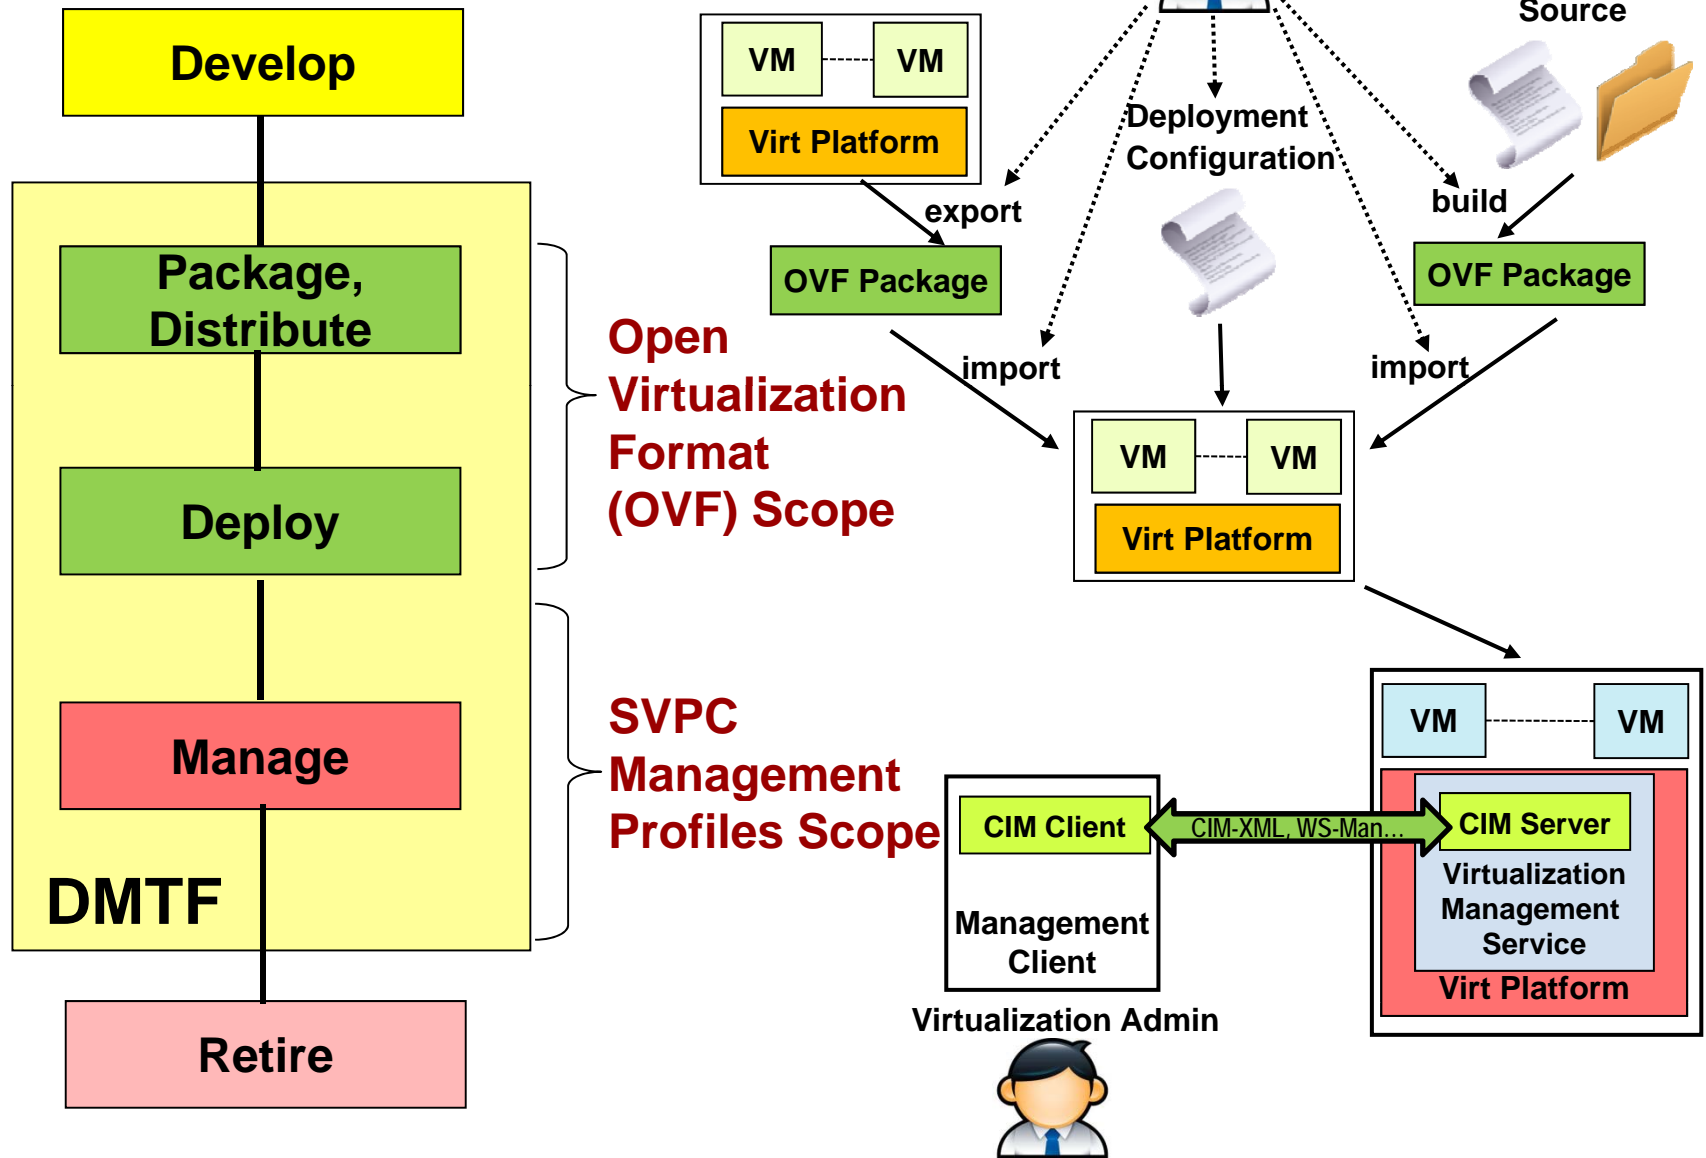 Develop
Package,
Distribute
Deploy
Manage
DMTF
Retire
Open
Virtualization
Format
(OVF) Scope
SVPC
Management
Profiles Scope
VM
VM
Virt Platform
export
OVF Package
import
Deployment
Configuration
Source
build
OVF Package
import
VM
VM
Virt Platform
VM
VM
CIM Client
CIM-XML, WS-Man...
CIM Server
Virtualization
Management
Service
Virt Platform
Management
Client
Virtualization Admin